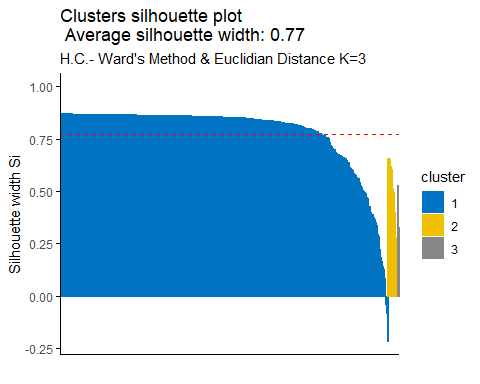 Clusters silhouette plot
Average silhouette width: 0.77
H.C.- Ward's Method & Euclidian Distance K=3
1.00
0.75
0.50
0.25
0.00
-0.25
Silhouette width Si
cluster
1
2
3